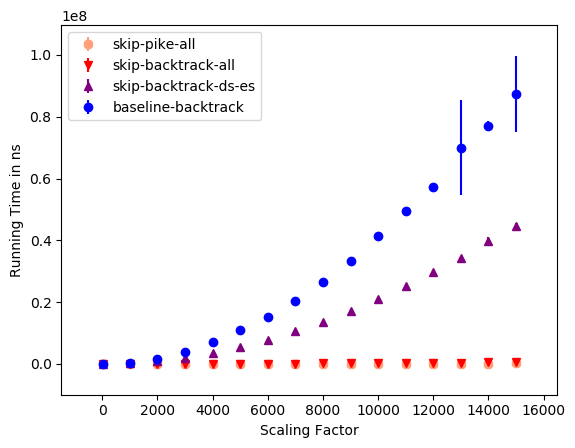 1e8
skip-pike-all
skip-backtrack-all
skip-backtrack-ds-es
baseline-backtrack
1.0
0.8
0.6
0.4
0.2
0.0
Running Time in ns
0 2000 4000 6000 8000 10000 12000 14000 16000
Scaling Factor